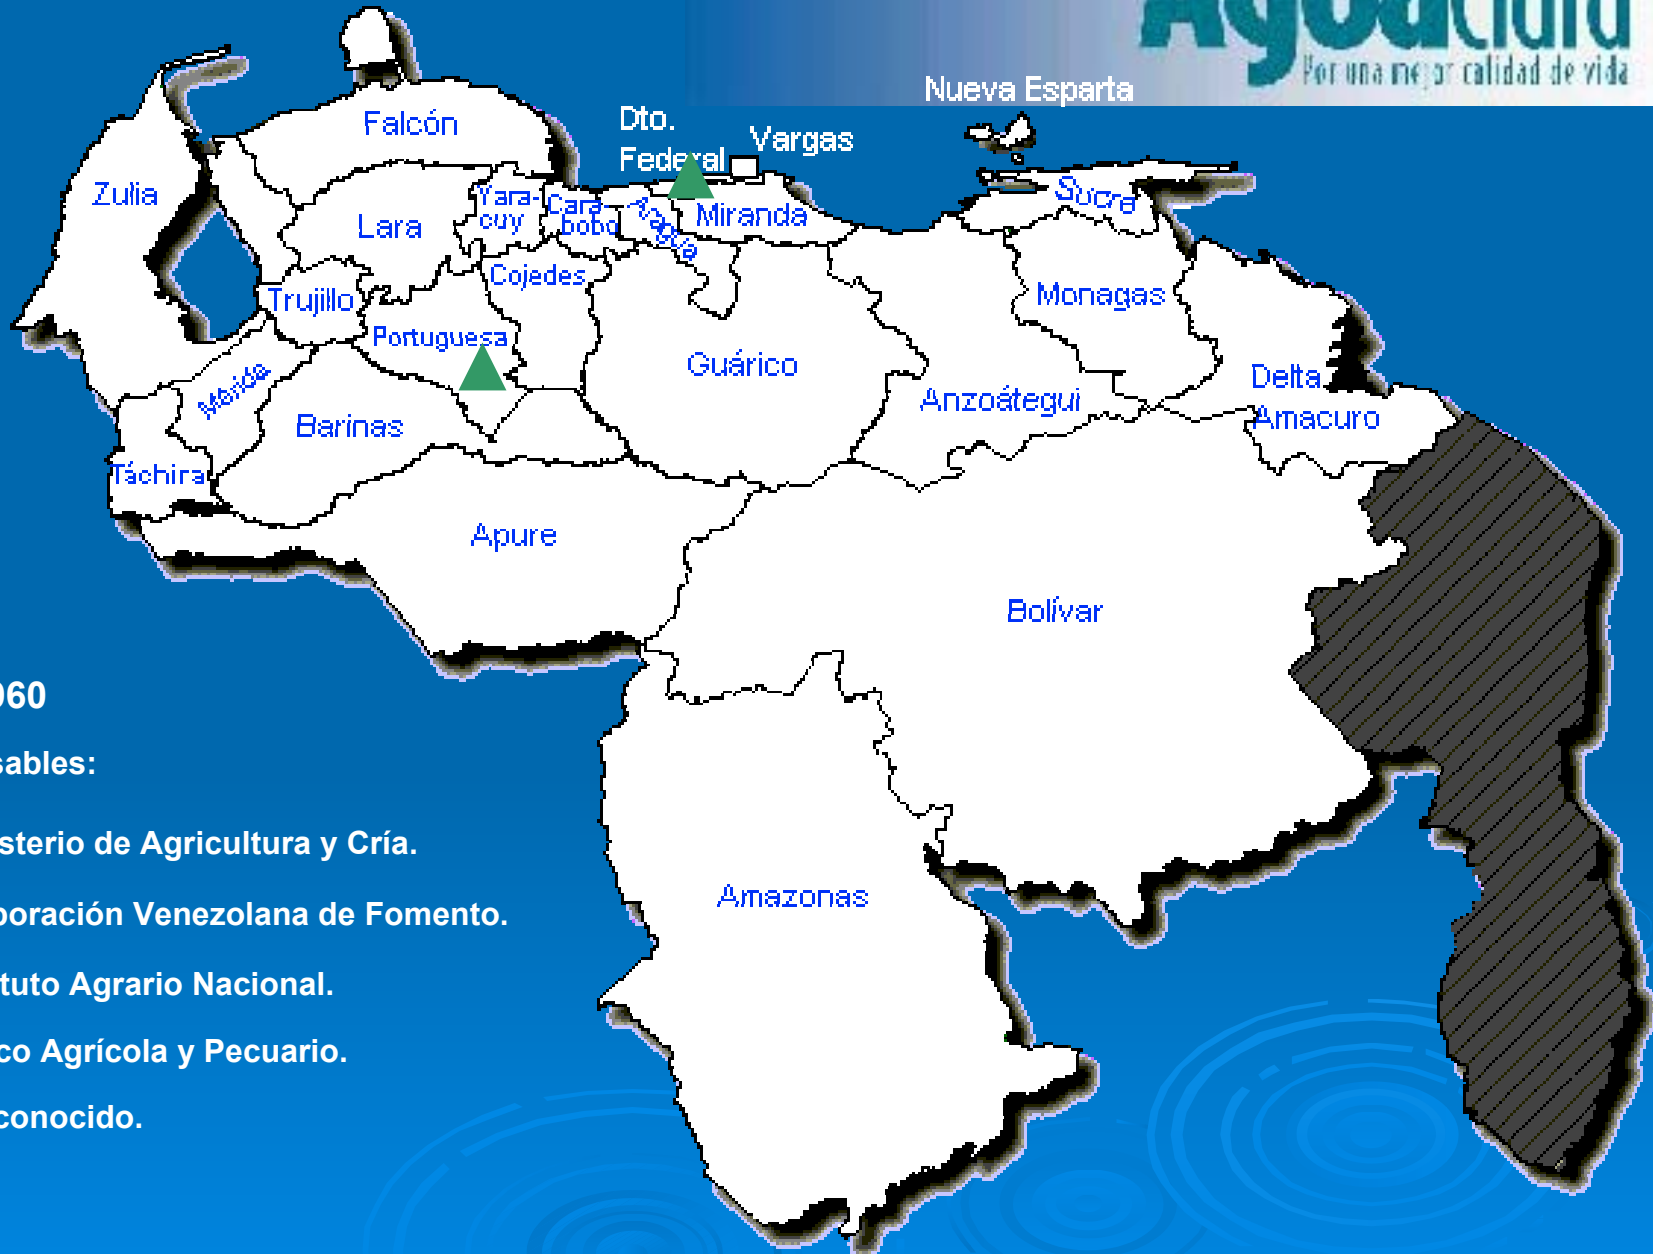 Aguaclara
Por una mejor calidad de vida
Nueva Esparta
Dto.
Federal
Vargas
Falcón
Zulia
Lara
Yara-
cuy
Cara-
bobo
Aragua
Miranda
Sucre
Cojedes
Trujillo
Portuguesa
Monagas
Guárico
Mérida
Barinas
Anzoátegui
Delta
Amacuro
Táchira
Apure
Bolívar
Amazonas
960
sables:
sterio de Agricultura y Cría.
poración Venezolana de Fomento.
tuto Agrario Nacional.
co Agrícola y Pecuario.
conocido.